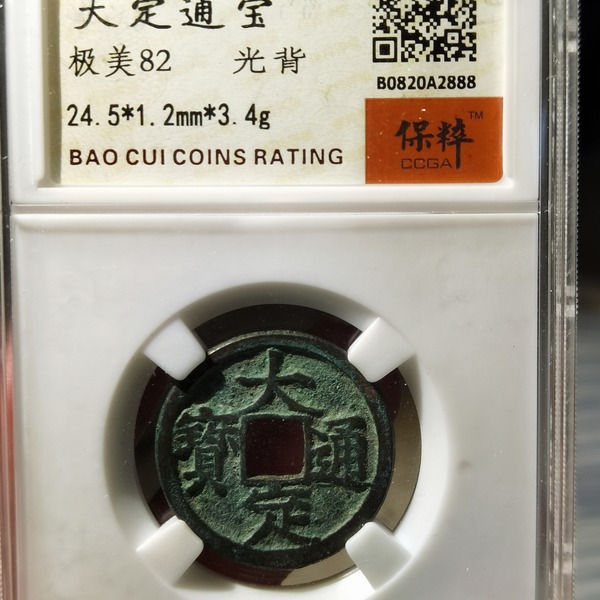 大定通宝
极美82 光背
B0820A2888
24.5*1.2mm*3.4g
BAO CUI COINS RATING
保粹 TM
CCGA
大定通寶